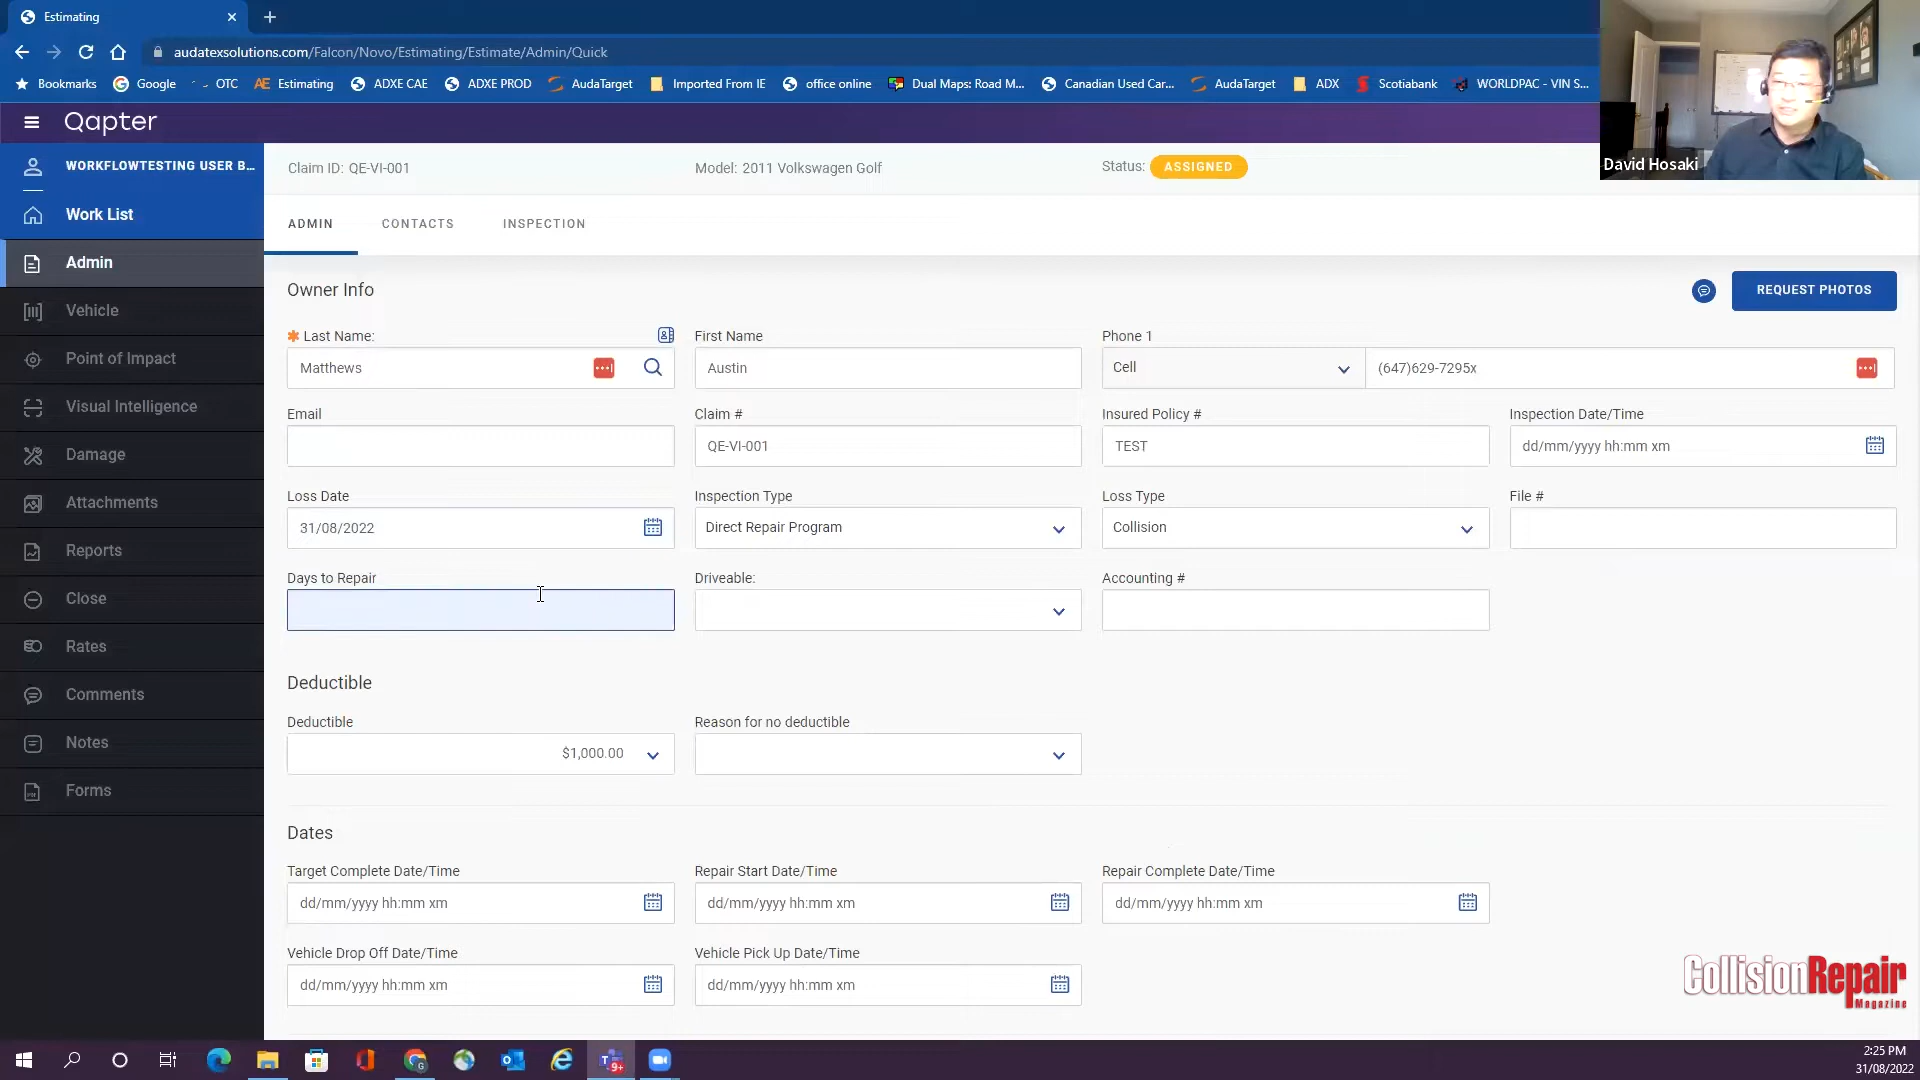 Estimating
audatexsolutions.com/Falcon/Novo/Estimating/Estimate/Admin/Quick
Bookmarks Google OTC AE Estimating ADXE CAE ADXE PROD AudaTarget Imported From IE office online Dual Maps: Road M... Canadian Used Car... AudaTarget ADX Scotiabank WORLDPAC - VIN S...
David Hosaki
Qapter
WORKFLOWTESTING USER B...
Work List
Admin
Vehicle
Point of Impact
Visual Intelligence
Damage
Attachments
Reports
Close
Rates
Comments
Notes
Forms
Claim ID: QE-VI-001 Model: 2011 Volkswagen Golf Status: ASSIGNED
ADMIN CONTACTS INSPECTION
Owner Info REQUEST PHOTOS
✱ Last Name: First Name Phone 1
Matthews Austin Cell (647)629-7295x
Email Claim # Insured Policy # Inspection Date/Time
QE-VI-001 TEST dd/mm/yyyy hh:mm xm
Loss Date Inspection Type Loss Type File #
31/08/2022 Direct Repair Program Collision
Days to Repair Driveable: Accounting #
Deductible
Deductible Reason for no deductible
$1,000.00
Dates
Target Complete Date/Time Repair Start Date/Time Repair Complete Date/Time
dd/mm/yyyy hh:mm xm dd/mm/yyyy hh:mm xm dd/mm/yyyy hh:mm xm
Vehicle Drop Off Date/Time Vehicle Pick Up Date/Time
dd/mm/yyyy hh:mm xm dd/mm/yyyy hh:mm xm
CollisionRepair
Magazine
9+
2:25 PM
31/08/2022